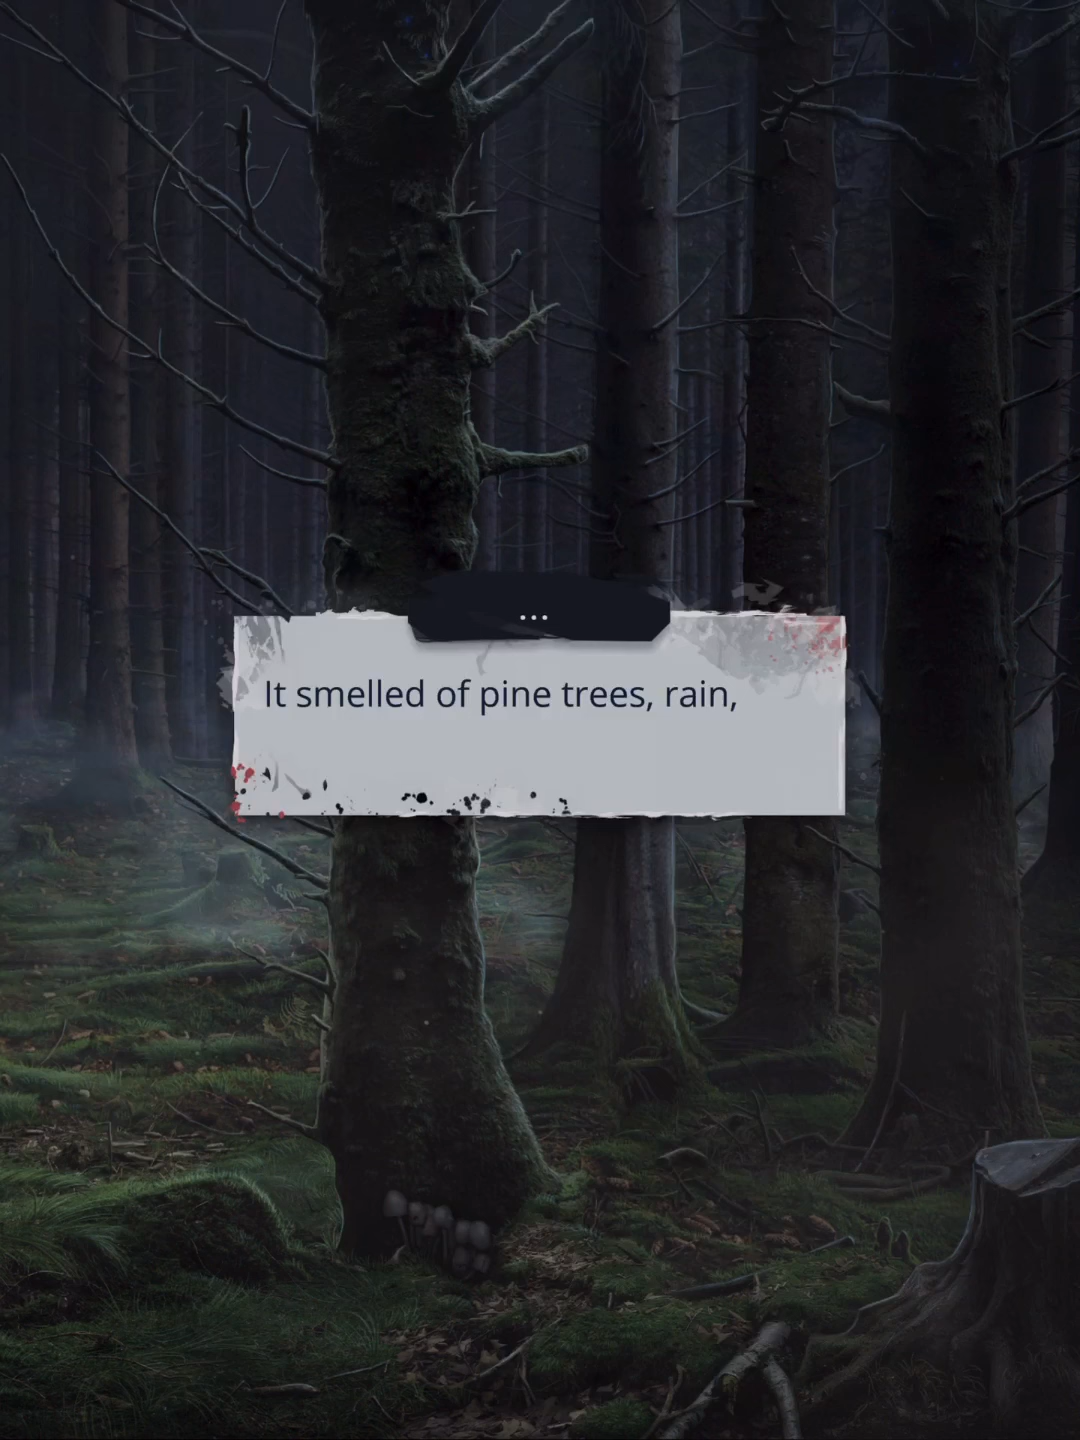 ...
It smelled of pine trees, rain,